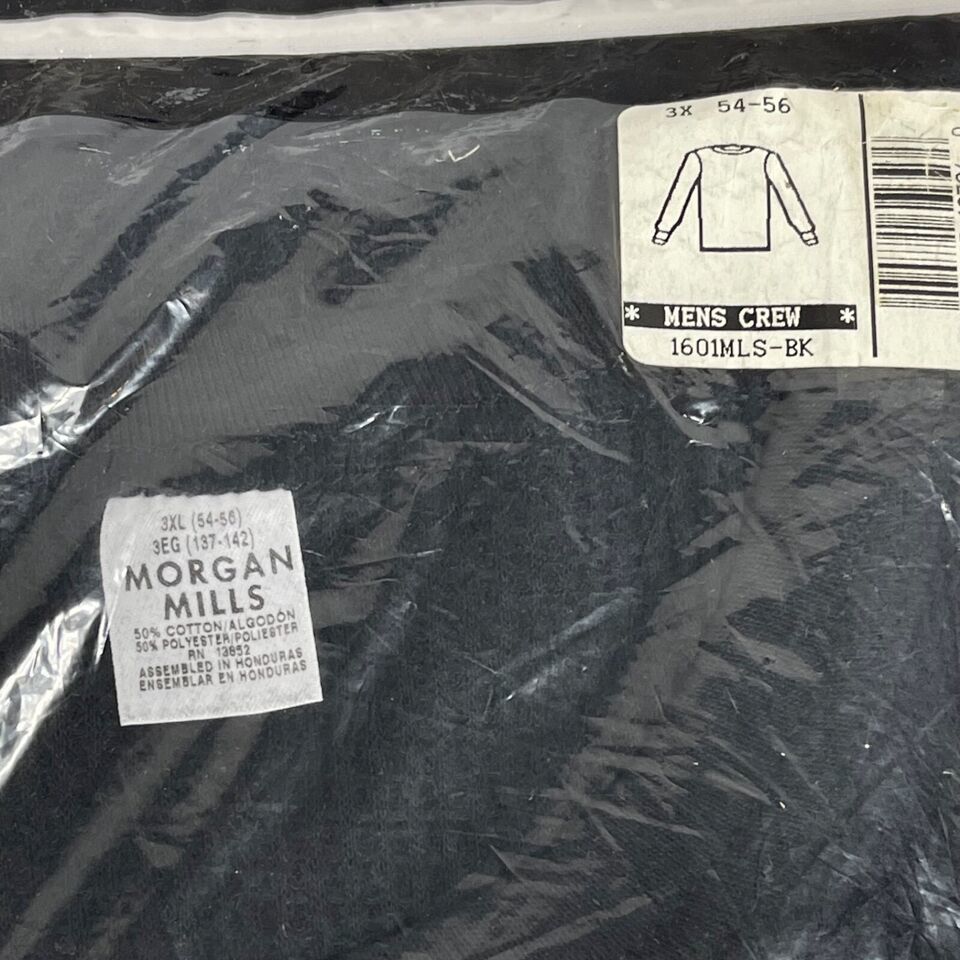 3X 54-56
* MENS CREW *
1601MLS-BK
3XL (54-56)
3EG (137-142)
MORGAN
MILLS
50% COTTON/ALGODÓN
50% POLYESTER/POLIESTER
RN 13852
ASSEMBLED IN HONDURAS
ENSEMBLAR EN HONDURAS